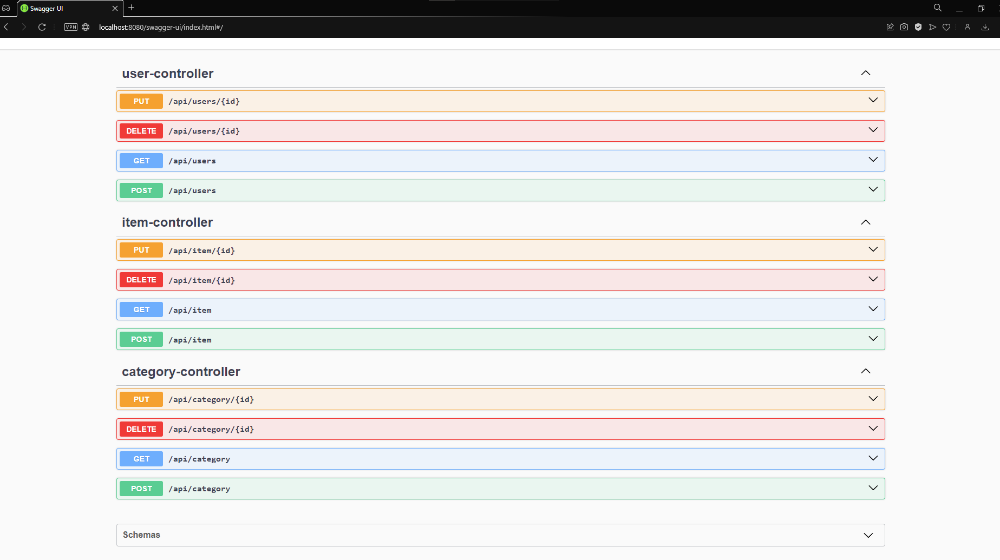 Swagger UI
VPN
localhost:8080/swagger-ui/index.html#/
user-controller
PUT /api/users/{id}
DELETE /api/users/{id}
GET /api/users
POST /api/users
item-controller
PUT /api/item/{id}
DELETE /api/item/{id}
GET /api/item
POST /api/item
category-controller
PUT /api/category/{id}
DELETE /api/category/{id}
GET /api/category
POST /api/category
Schemas